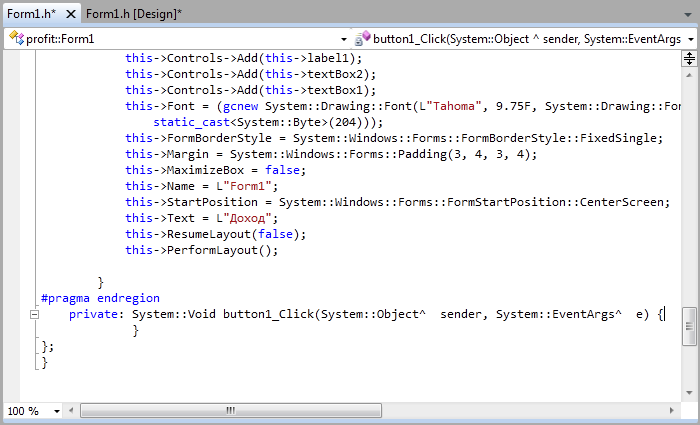 Form1.h* Form1.h [Design]*
profit::Form1 button1_Click(System::Object ^ sender, System::EventArgs
this->Controls->Add(this->label1);
this->Controls->Add(this->textBox2);
this->Controls->Add(this->textBox1);
this->Font = (gcnew System::Drawing::Font(L"Tahoma", 9.75F, System::Drawing::Fo
static_cast<System::Byte>(204)));
this->FormBorderStyle = System::Windows::Forms::FormBorderStyle::FixedSingle;
this->Margin = System::Windows::Forms::Padding(3, 4, 3, 4);
this->MaximizeBox = false;
this->Name = L"Form1";
this->StartPosition = System::Windows::Forms::FormStartPosition::CenterScreen;
this->Text = L"Доход";
this->ResumeLayout(false);
this->PerformLayout();
}
#pragma endregion
private: System::Void button1_Click(System::Object^ sender, System::EventArgs^ e) {
}
};
}
100 %